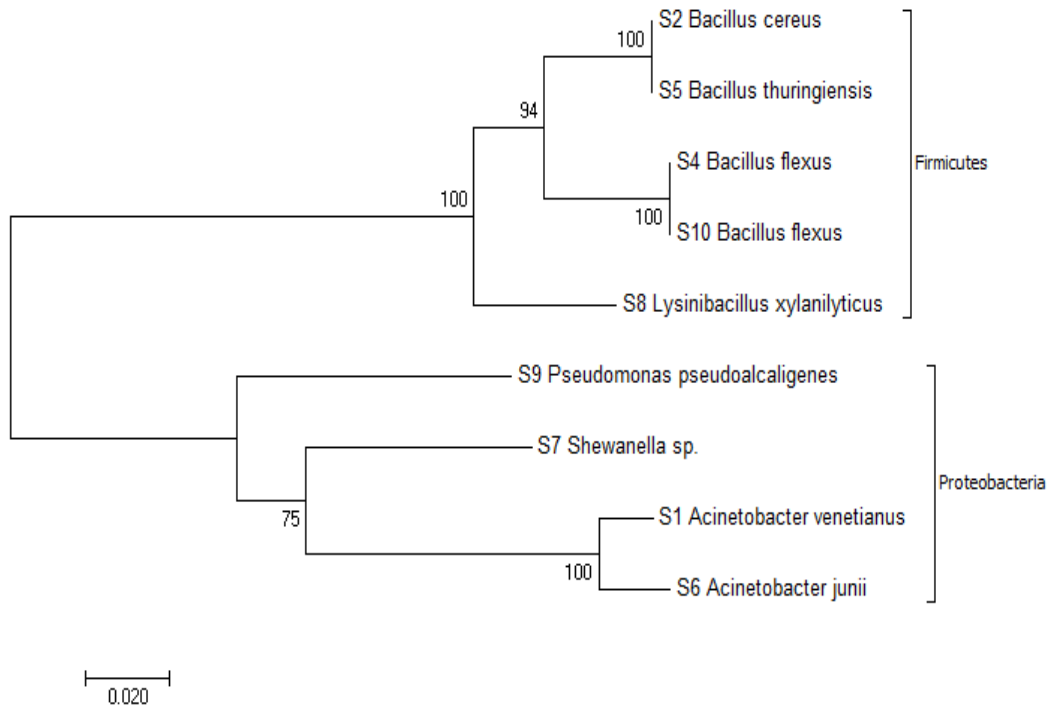 S2 Bacillus cereus
100
S5 Bacillus thuringiensis
94
S4 Bacillus flexus
Firmicutes
100
100
S10 Bacillus flexus
S8 Lysinibacillus xylanilyticus
S9 Pseudomonas pseudoalcaligenes
S7 Shewanella sp.
Proteobacteria
75
S1 Acinetobacter venetianus
100
S6 Acinetobacter junii
0.020